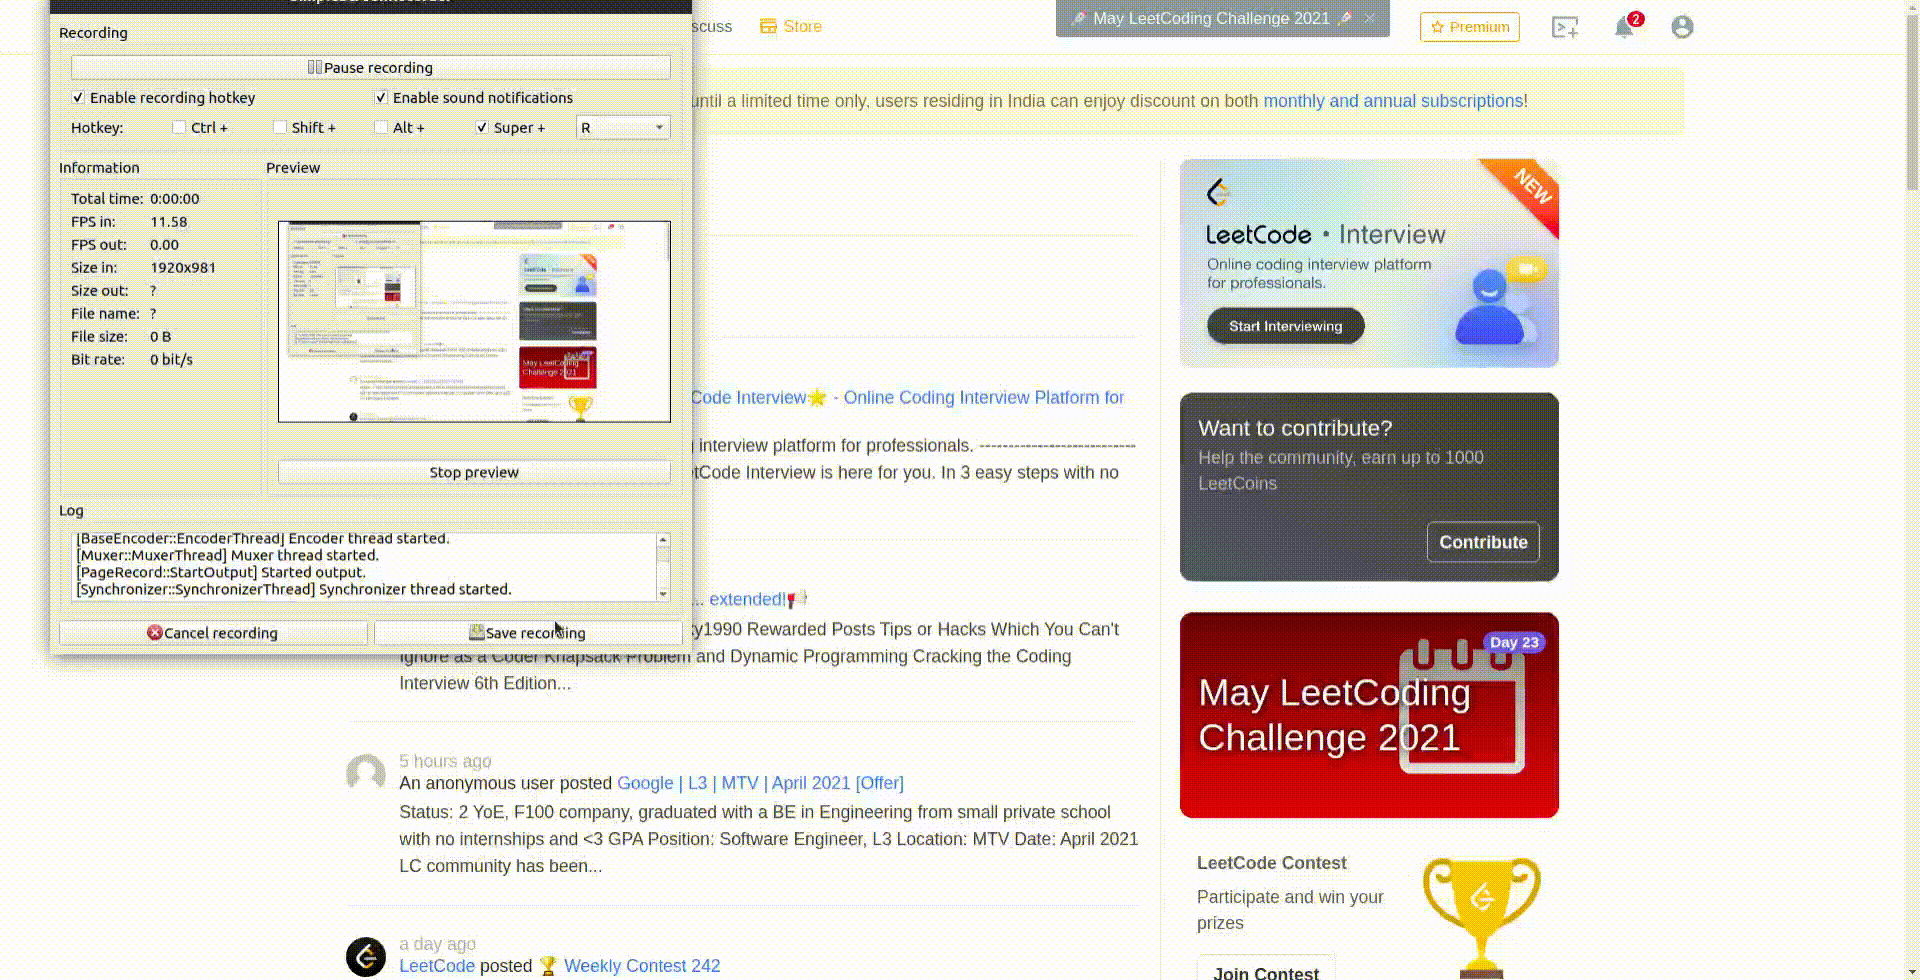 Recording
Pause recording
Enable recording hotkey
Enable sound notifications
Hotkey:
Ctrl +
Shift +
Alt +
Super +
R
Information
Total time: 0:00:00
FPS in: 11.58
FPS out: 0.00
Size in: 1920x981
Size out: ?
File name: ?
File size: 0 B
Bit rate: 0 bit/s
Preview
Stop preview
Log
[BaseEncoder::EncoderThread] Encoder thread started.
[Muxer::MuxerThread] Muxer thread started.
[PageRecord::StartOutput] Started output.
[Synchronizer::SynchronizerThread] Synchronizer thread started.
Cancel recording
Save recording
scuss
Store
May LeetCoding Challenge 2021
Premium
2
until a limited time only, users residing in India can enjoy discount on both monthly and annual subscriptions!
Code Interview - Online Coding Interview Platform for
interview platform for professionals. ----------------------------
tCode Interview is here for you. In 3 easy steps with no
... extended!
y1990 Rewarded Posts Tips or Hacks Which You Can't
Ignore as a Coder Knapsack Problem and Dynamic Programming Cracking the Coding
Interview 6th Edition...
5 hours ago
An anonymous user posted Google | L3 | MTV | April 2021 [Offer]
Status: 2 YoE, F100 company, graduated with a BE in Engineering from small private school
with no internships and <3 GPA Position: Software Engineer, L3 Location: MTV Date: April 2021
LC community has been...
a day ago
LeetCode posted 🏆 Weekly Contest 242
NEW
LeetCode • Interview
Online coding interview platform
for professionals.
Start Interviewing
Want to contribute?
Help the community, earn up to 1000
LeetCoins
Contribute
Day 23
May LeetCoding
Challenge 2021
LeetCode Contest
Participate and win your
prizes
Join Contest